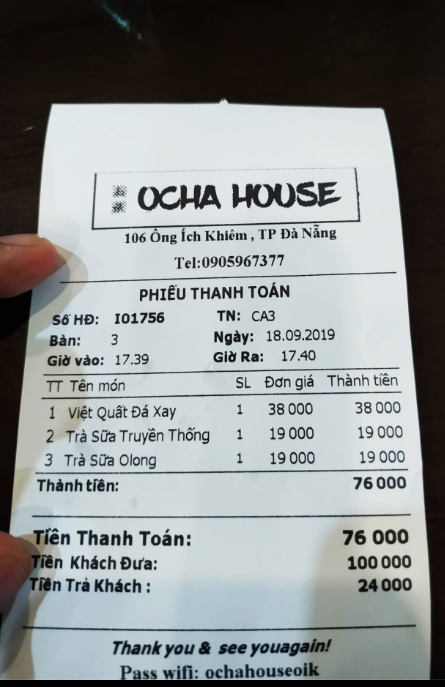 OCHA HOUSE
106 Ông Ích Khiêm , TP Đà Nẵng
Tel:0905967377
PHIẾU THANH TOÁN
Số HĐ: I01756 TN: CA3
Bàn: 3 Ngày: 18.09.2019
Giờ vào: 17.39 Giờ Ra: 17.40
TT Tên món SL Đơn giá Thành tiền
1 Việt Quất Đá Xay 1 38 000 38 000
2 Trà Sữa Truyền Thống 1 19 000 19 000
3 Trà Sữa Olong 1 19 000 19 000
Thành tiền: 76 000
Tiền Thanh Toán: 76 000
Tiền Khách Đưa: 100 000
Tiền Trả Khách : 24 000
Thank you & see youagain!
Pass wifi: ochahouseoik